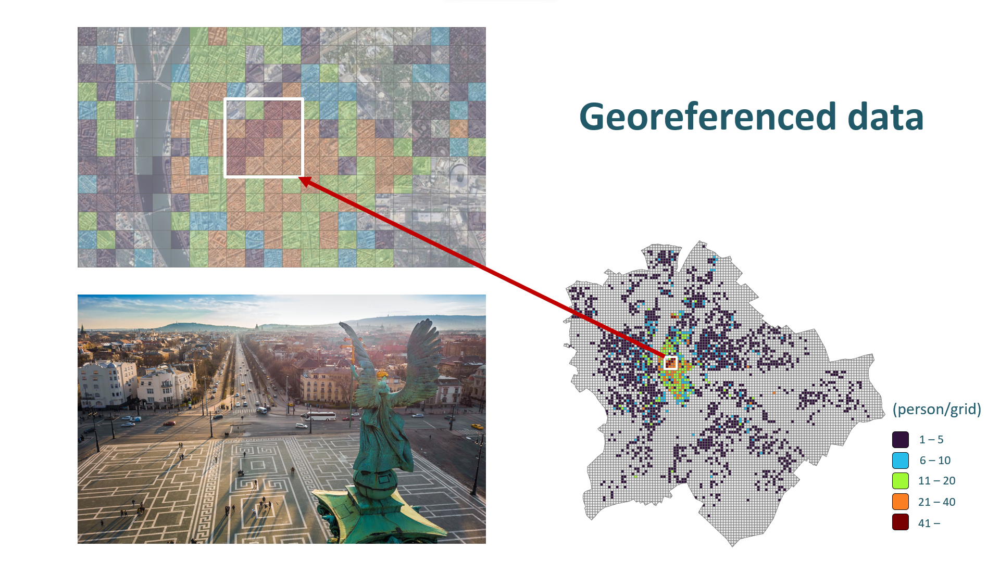 Georeferenced data
(person/grid)
1 – 5
6 – 10
11 – 20
21 – 40
41 –